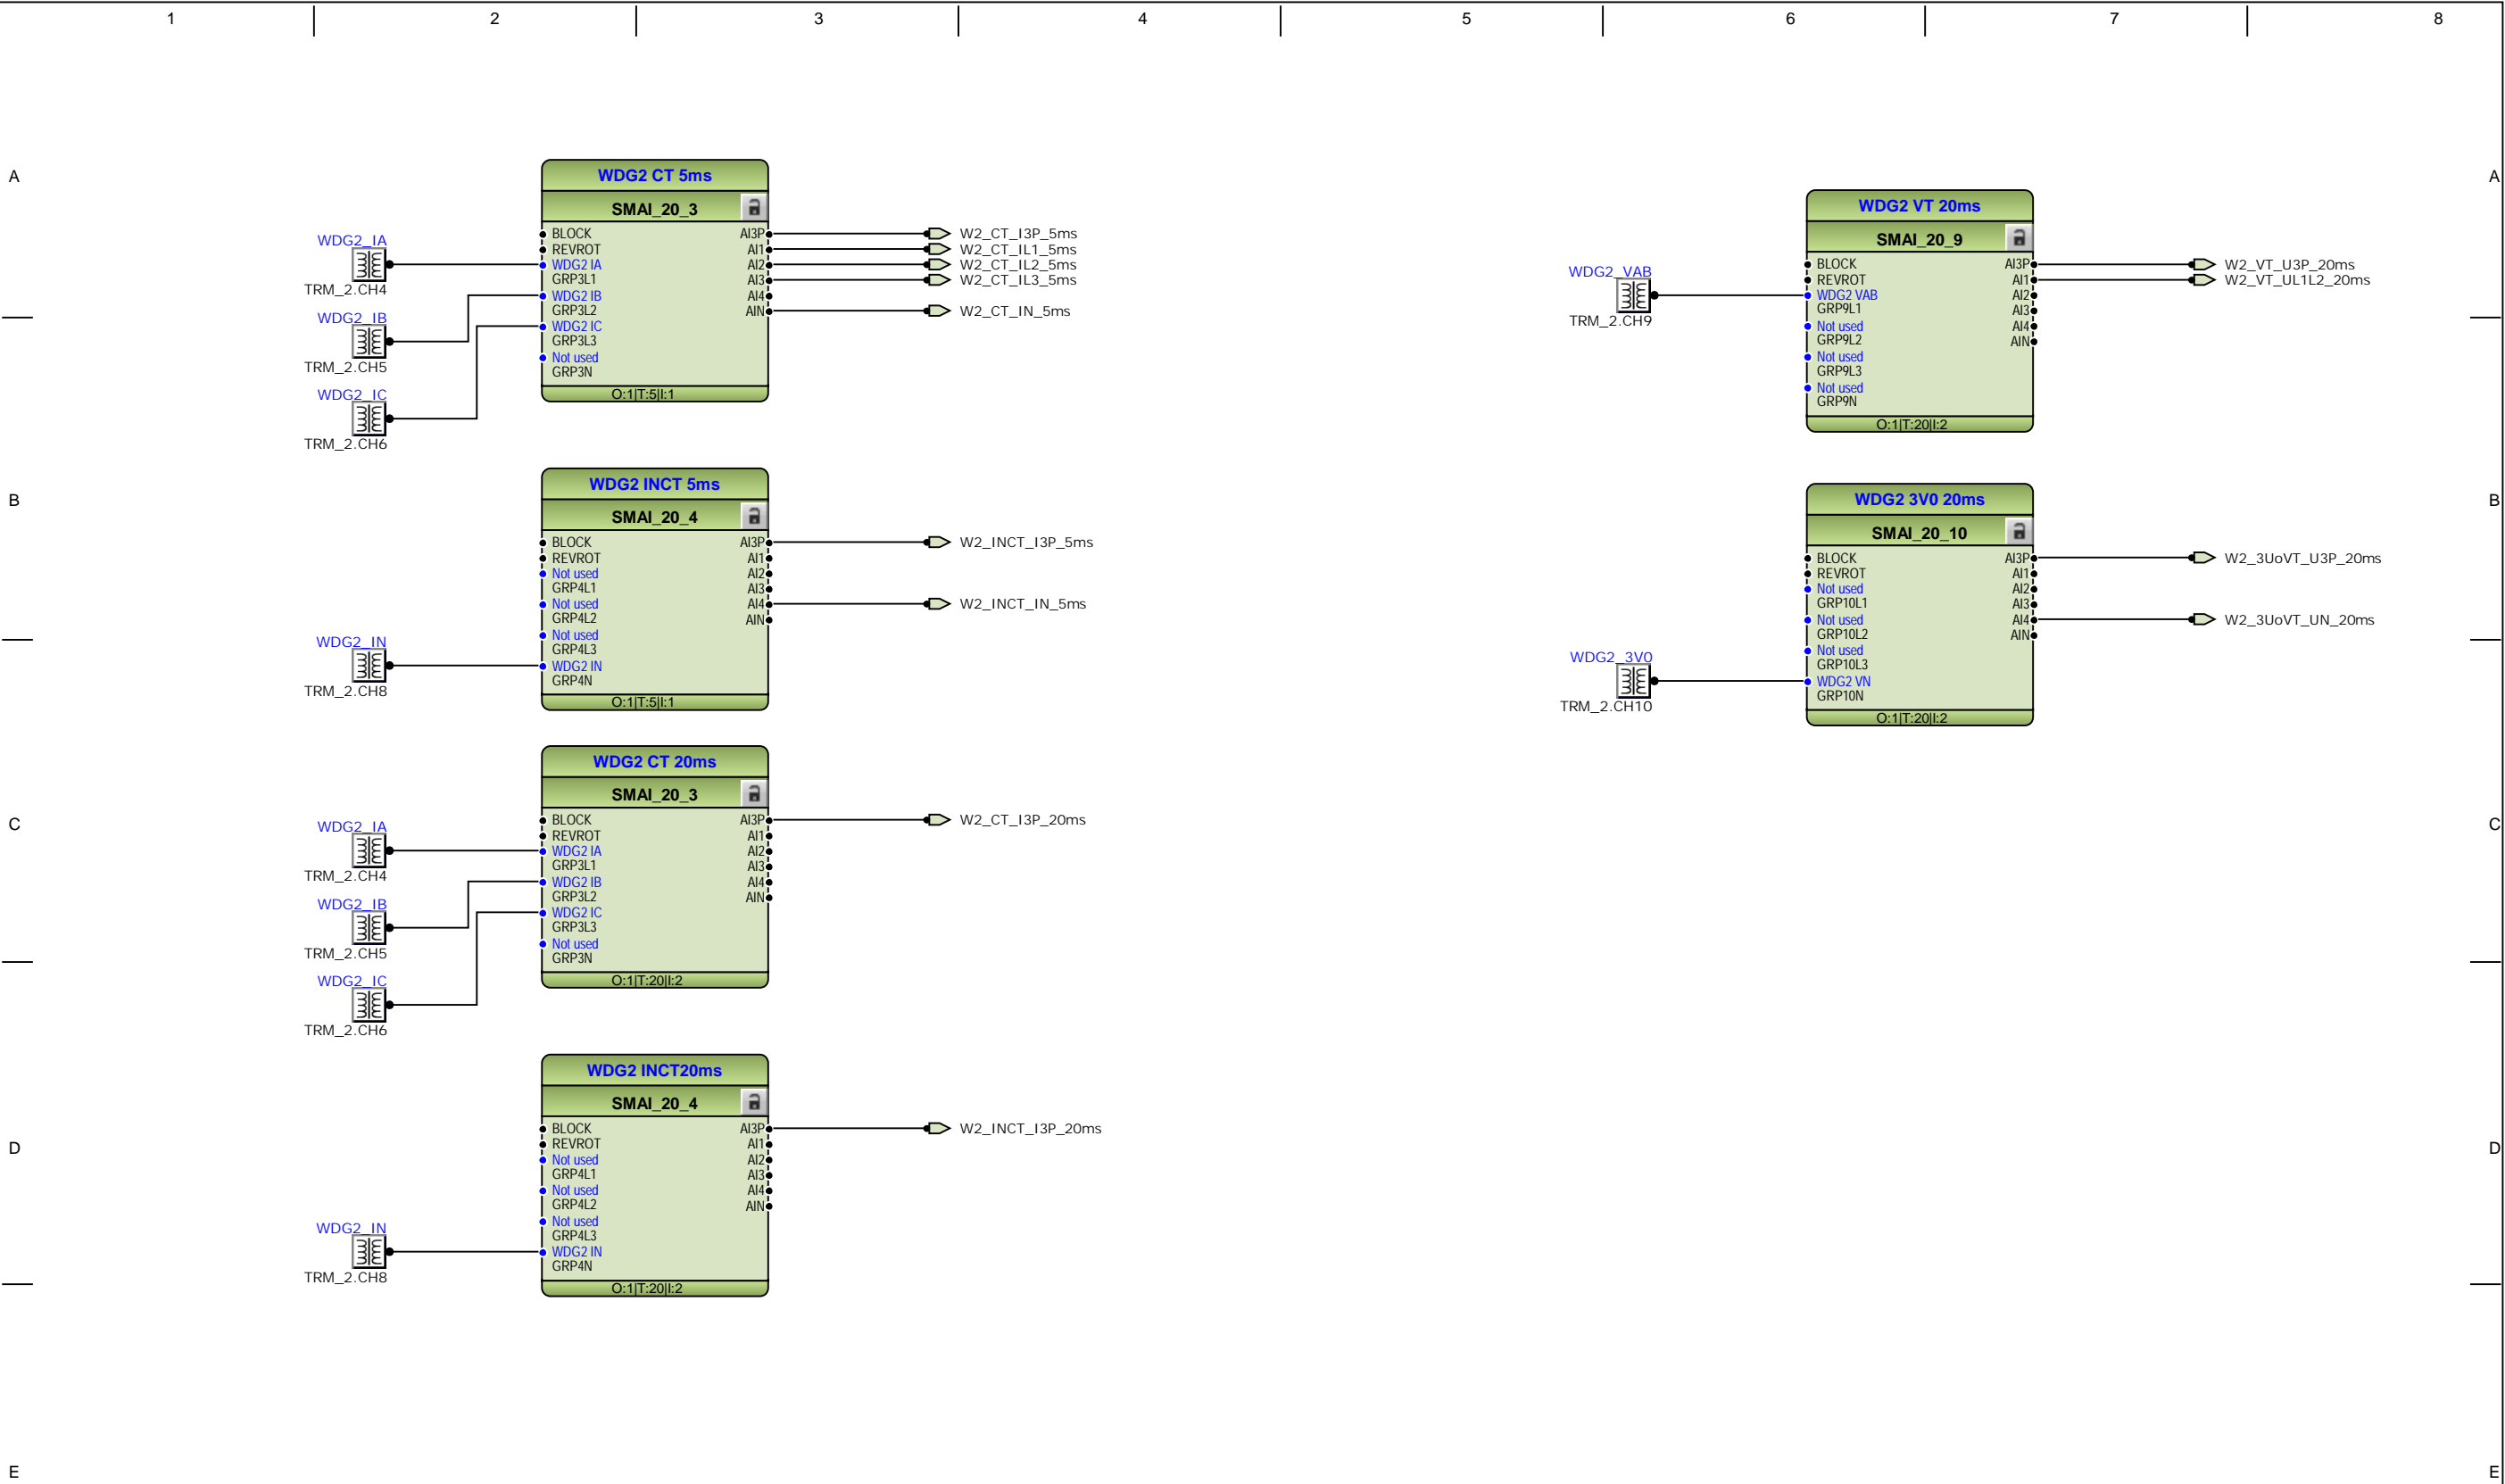 1 2 3 4 5 6 7 8
A A
WDG2 CT 5ms
SMAI_20_3
BLOCK AI3P W2_CT_I3P_5ms
WDG2_IA
REVROT AI1 W2_CT_IL1_5ms
WDG2 IA AI2 W2_CT_IL2_5ms
GRP3L1 AI3 W2_CT_IL3_5ms
TRM_2.CH4
WDG2 IB AI4
GRP3L2 AIN W2_CT_IN_5ms
WDG2_IB
WDG2 IC
GRP3L3
Not used
TRM_2.CH5
GRP3N
WDG2_IC
O:1|T:5|I:1
TRM_2.CH6
WDG2 VT 20ms
SMAI_20_9
BLOCK AI3P W2_VT_U3P_20ms
WDG2_VAB
REVROT AI1 W2_VT_UL1L2_20ms
WDG2 VAB AI2
GRP9L1 AI3
TRM_2.CH9
Not used AI4
GRP9L2 AIN
Not used
GRP9L3
Not used
GRP9N
O:1|T:20|I:2
B B
WDG2 INCT 5ms
SMAI_20_4
BLOCK AI3P W2_INCT_I3P_5ms
REVROT AI1
Not used AI2
GRP4L1 AI3
Not used AI4 W2_INCT_IN_5ms
GRP4L2 AIN
Not used
WDG2_IN
GRP4L3
WDG2 IN
GRP4N
TRM_2.CH8
O:1|T:5|I:1
WDG2 3V0 20ms
SMAI_20_10
BLOCK AI3P W2_3UoVT_U3P_20ms
REVROT AI1
Not used AI2
GRP10L1 AI3
Not used AI4 W2_3UoVT_UN_20ms
GRP10L2 AIN
Not used
WDG2_3V0
GRP10L3
WDG2 VN
GRP10N
TRM_2.CH10
O:1|T:20|I:2
C C
WDG2 CT 20ms
SMAI_20_3
BLOCK AI3P W2_CT_I3P_20ms
WDG2_IA
REVROT AI1
WDG2 IA AI2
GRP3L1 AI3
TRM_2.CH4
WDG2 IB AI4
GRP3L2 AIN
WDG2_IB
WDG2 IC
GRP3L3
Not used
TRM_2.CH5
GRP3N
WDG2_IC
O:1|T:20|I:2
TRM_2.CH6
D D
WDG2 INCT20ms
SMAI_20_4
BLOCK AI3P W2_INCT_I3P_20ms
REVROT AI1
Not used AI2
GRP4L1 AI3
Not used AI4
GRP4L2 AIN
Not used
WDG2_IN
GRP4L3
WDG2 IN
GRP4N
TRM_2.CH8
O:1|T:20|I:2
E E